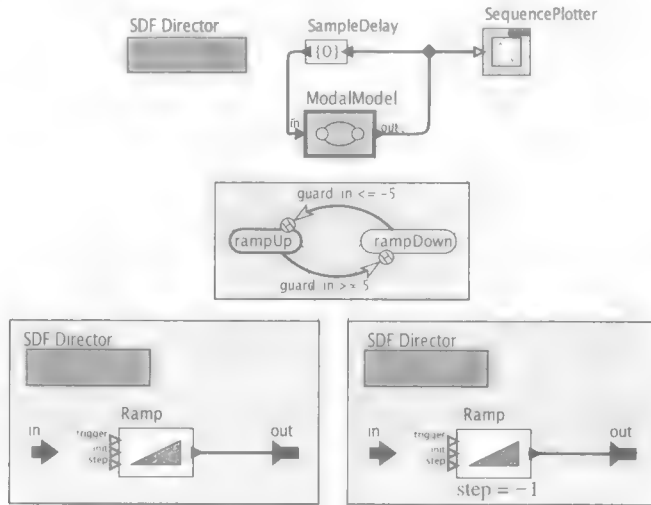 SDF Director
SampleDelay
SequencePlotter
{0}
ModalModel
in
out
guard in <= -5
rampUp
rampDown
guard in >= 5
SDF Director
Ramp
in
trigger
init
step
out
SDF Director
Ramp
in
trigger
init
step
out
step = −1